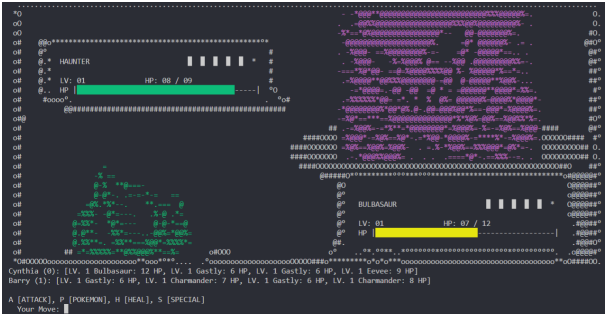 HAUNTER
LV: 01 HP: 08 / 09
HP
BULBASAUR
LV: 01 HP: 07 / 12
HP
Cynthia (0): [LV. 1 Bulbasaur: 12 HP, LV. 1 Gastly: 6 HP, LV. 1 Gastly: 6 HP, LV. 1 Eevee: 9 HP]
Barry (1): [LV. 1 Gastly: 6 HP, LV. 1 Charmander: 7 HP, LV. 1 Gastly: 6 HP, LV. 1 Charmander: 8 HP]
A [ATTACK], P [POKEMON], H [HEAL], S [SPECIAL]
Your Move: